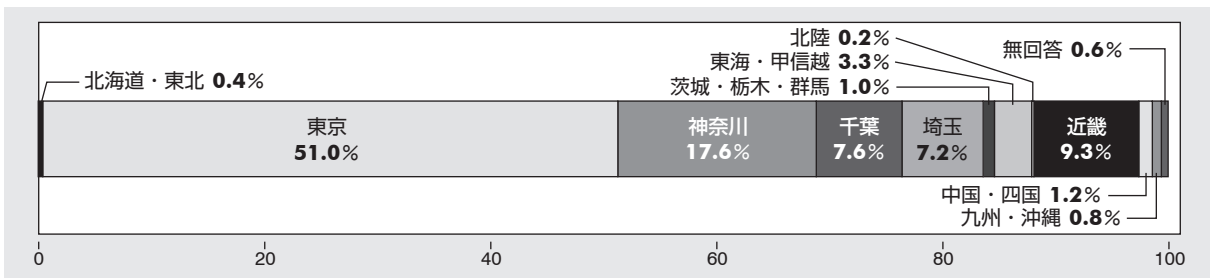 北陸 0.2%
東海・甲信越 3.3%
茨城・栃木・群馬 1.0%
無回答 0.6%
北海道・東北 0.4%
東京
51.0%
神奈川
17.6%
千葉
7.6%
埼玉
7.2%
近畿
9.3%
中国・四国 1.2%
九州・沖縄 0.8%
0 20 40 60 80 100